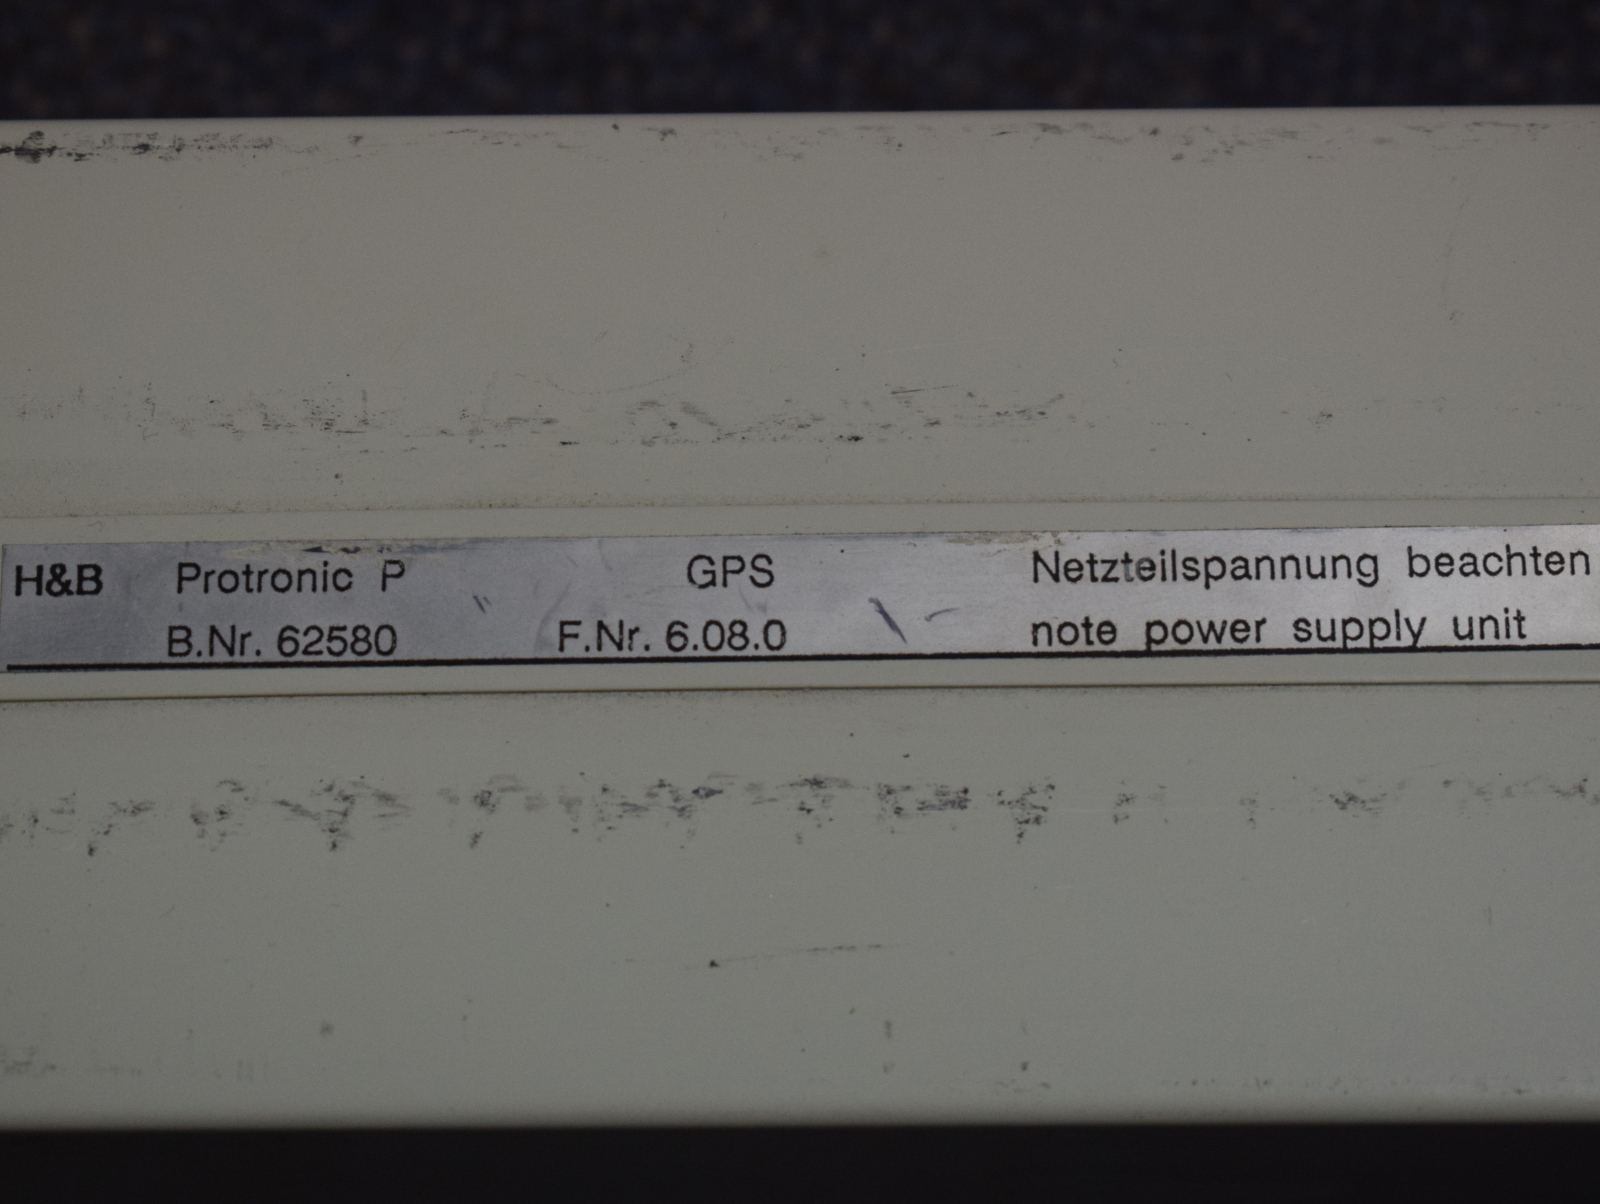 H&B Protronic P GPS Netzteilspannung beachten
B.Nr. 62580 F.Nr. 6.08.0 note power supply unit